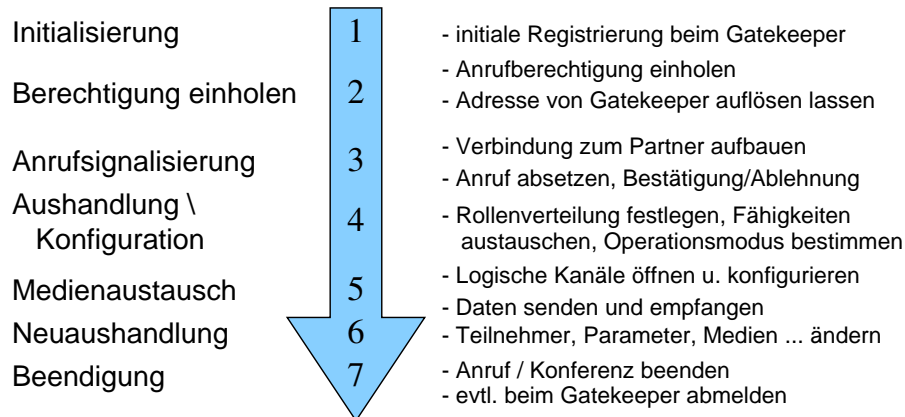 Initialisierung 1 - initiale Registrierung beim Gatekeeper
- Anrufberechtigung einholen
Berechtigung einholen 2 - Adresse von Gatekeeper auflösen lassen
Anrufsignalisierung 3 - Verbindung zum Partner aufbauen
- Anruf absetzen, Bestätigung/Ablehnung
Aushandlung \
Konfiguration 4 - Rollenverteilung festlegen, Fähigkeiten
austauschen, Operationsmodus bestimmen
- Logische Kanäle öffnen u. konfigurieren
Medienaustausch 5 - Daten senden und empfangen
Neuaushandlung 6 - Teilnehmer, Parameter, Medien ... ändern
Beendigung 7 - Anruf / Konferenz beenden
- evtl. beim Gatekeeper abmelden